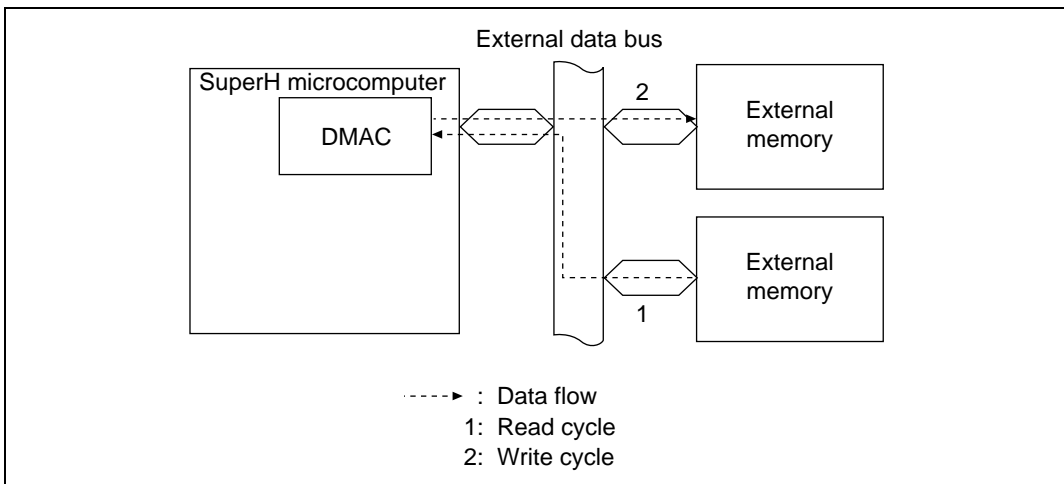 External data bus
SuperH microcomputer
DMAC
2
External
memory
External
memory
1
: Data flow
1: Read cycle
2: Write cycle